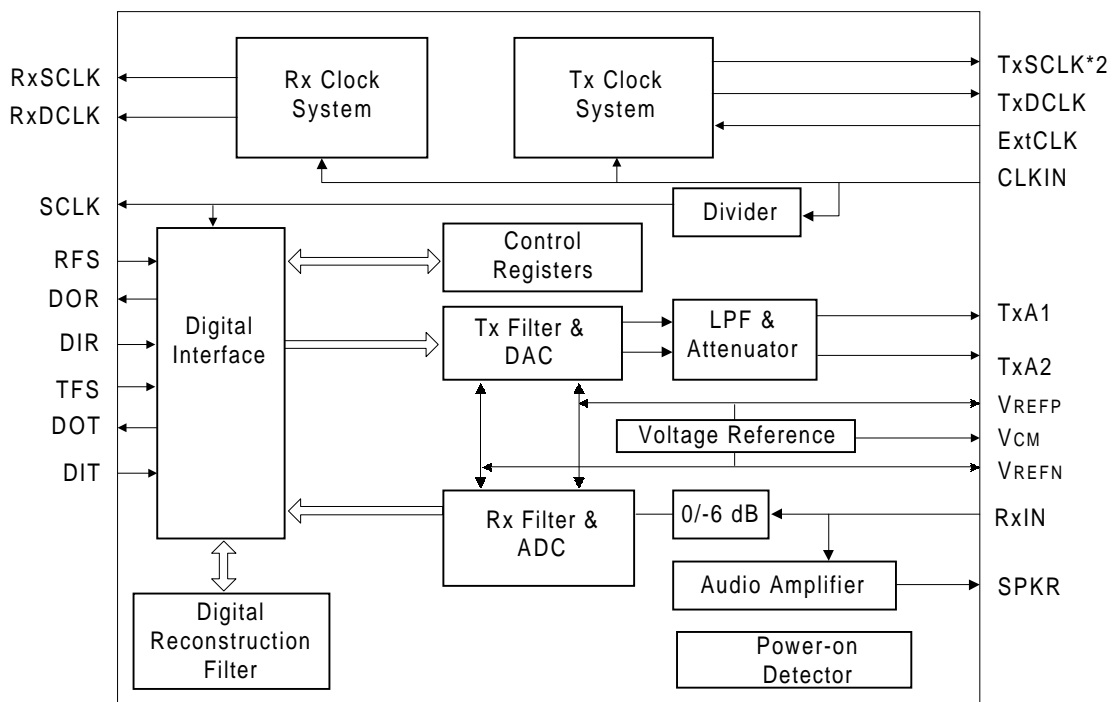 RxSCLK
RxDCLK
Rx Clock
System
Tx Clock
System
TxSCLK*2
TxDCLK
ExtCLK
CLKIN
SCLK
Divider
RFS
DOR
DIR
TFS
DOT
DIT
Digital
Interface
Control
Registers
Tx Filter &
DAC
LPF &
Attenuator
TxA1
TxA2
VREFP
Voltage Reference
VCM
VREFN
Rx Filter &
ADC
0/-6 dB
RxIN
Audio Amplifier
SPKR
Digital
Reconstruction
Filter
Power-on
Detector